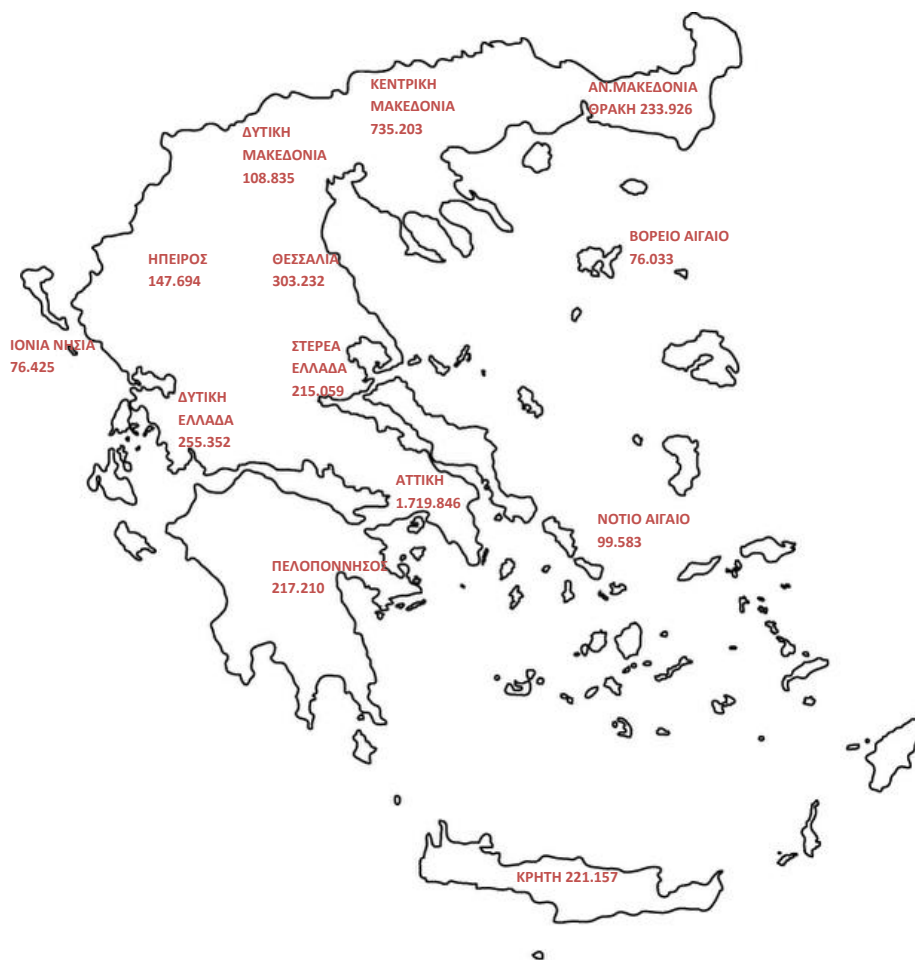 ΚΕΝΤΡΙΚΗ
ΜΑΚΕΔΟΝΙΑ
735.203
ΑΝ.ΜΑΚΕΔΟΝΙΑ
ΘΡΑΚΗ 233.926
ΔΥΤΙΚΗ
ΜΑΚΕΔΟΝΙΑ
108.835
ΒΟΡΕΙΟ ΑΙΓΑΙΟ
76.033
ΗΠΕΙΡΟΣ
147.694
ΘΕΣΣΑΛΙΑ
303.232
ΙΟΝΙΑ ΝΗΣΙΑ
76.425
ΣΤΕΡΕΑ
ΕΛΛΑΔΑ
215.059
ΔΥΤΙΚΗ
ΕΛΛΑΔΑ
255.352
ΑΤΤΙΚΗ
1.719.846
ΝΟΤΙΟ ΑΙΓΑΙΟ
99.583
ΠΕΛΟΠΟΝΝΗΣΟΣ
217.210
ΚΡΗΤΗ 221.157